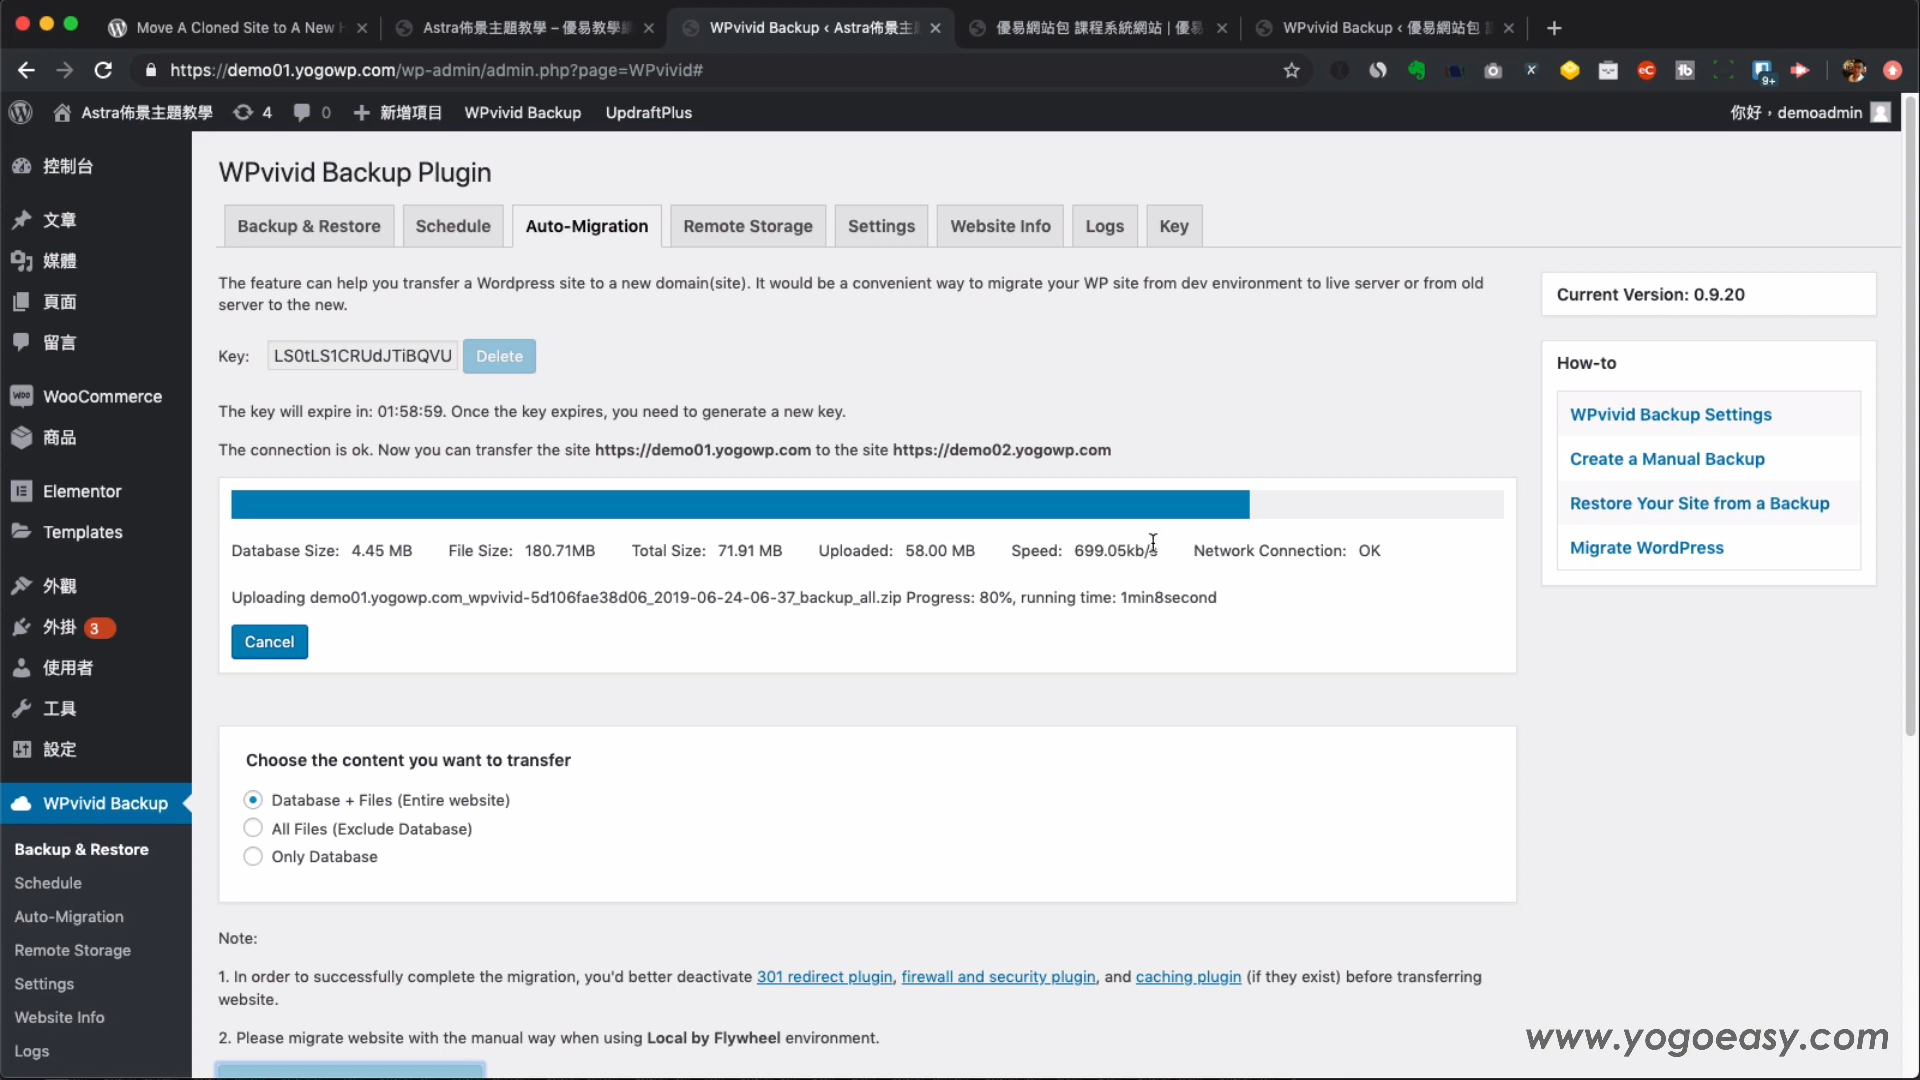 Move A Cloned Site to A New H
Astra佈景主題教學 – 優易教學網
WPvivid Backup ‹ Astra佈景主
優易網站包 課程系統網站 | 優易
WPvivid Backup ‹ 優易網站包
https://demo01.yogowp.com/wp-admin/admin.php?page=WPvivid#
Astra佈景主題教學 4 0 新增項目 WPvivid Backup UpdraftPlus
你好，demoadmin
控制台
文章
媒體
頁面
留言
WooCommerce
商品
Elementor
Templates
外觀
外掛 3
使用者
工具
設定
WPvivid Backup
Backup & Restore
Schedule
Auto-Migration
Remote Storage
Settings
Website Info
Logs
WPvivid Backup Plugin
Backup & Restore
Schedule
Auto-Migration
Remote Storage
Settings
Website Info
Logs
Key
The feature can help you transfer a Wordpress site to a new domain(site). It would be a convenient way to migrate your WP site from dev environment to live server or from old
server to the new.
Key: LS0tLS1CRUdJTiBQVU Delete
The key will expire in: 01:58:59. Once the key expires, you need to generate a new key.
The connection is ok. Now you can transfer the site https://demo01.yogowp.com to the site https://demo02.yogowp.com
Database Size: 4.45 MB File Size: 180.71MB Total Size: 71.91 MB Uploaded: 58.00 MB Speed: 699.05kb/s Network Connection: OK
Uploading demo01.yogowp.com_wpvivid-5d106fae38d06_2019-06-24-06-37_backup_all.zip Progress: 80%, running time: 1min8second
Cancel
Choose the content you want to transfer
Database + Files (Entire website)
All Files (Exclude Database)
Only Database
Note:
1. In order to successfully complete the migration, you'd better deactivate 301 redirect plugin, firewall and security plugin, and caching plugin (if they exist) before transferring
website.
2. Please migrate website with the manual way when using Local by Flywheel environment.
Current Version: 0.9.20
How-to
WPvivid Backup Settings
Create a Manual Backup
Restore Your Site from a Backup
Migrate WordPress
www.yogoeasy.com